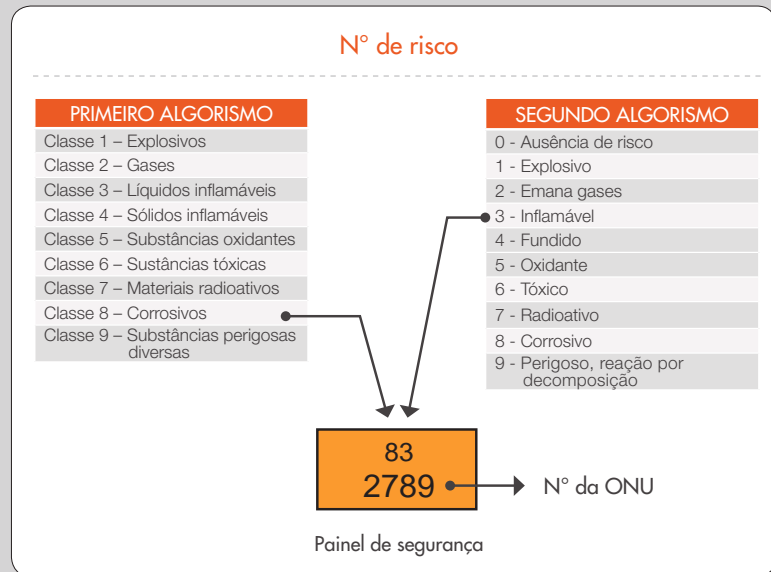 N° de risco
PRIMEIRO ALGORISMO
Classe 1 – Explosivos
Classe 2 – Gases
Classe 3 – Líquidos inflamáveis
Classe 4 – Sólidos inflamáveis
Classe 5 – Substâncias oxidantes
Classe 6 – Sustâncias tóxicas
Classe 7 – Materiais radioativos
Classe 8 – Corrosivos
Classe 9 – Substâncias perigosas
diversas
SEGUNDO ALGORISMO
0 - Ausência de risco
1 - Explosivo
2 - Emana gases
3 - Inflamável
4 - Fundido
5 - Oxidante
6 - Tóxico
7 - Radioativo
8 - Corrosivo
9 - Perigoso, reação por
decomposição
83
2789
N° da ONU
Painel de segurança